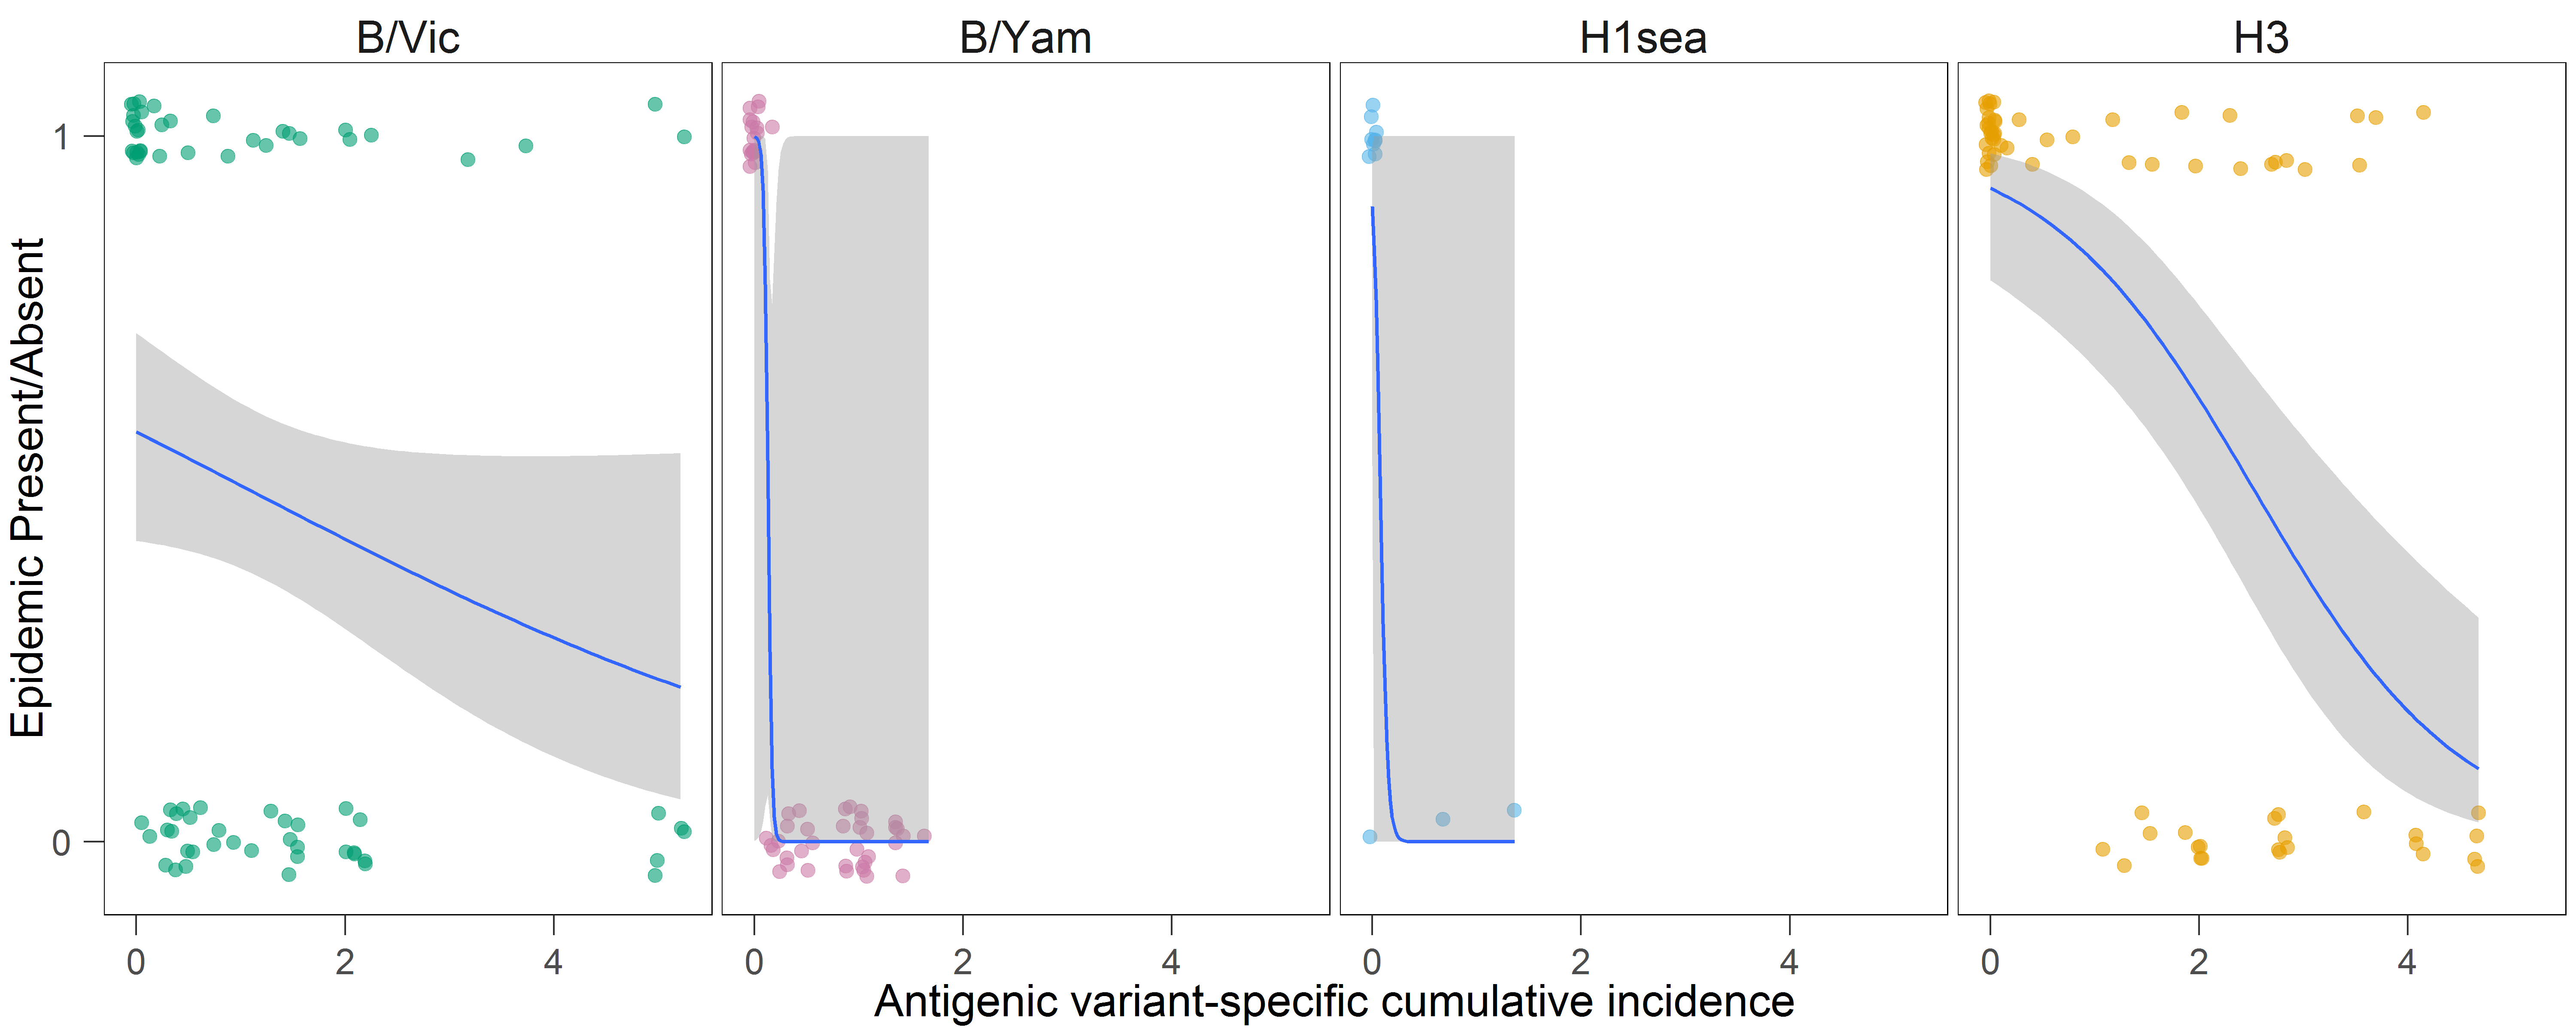 B/Vic B/Yam H1sea H3
Epidemic Present/Absent
1
0
0 2 4 0 2 4 0 2 4 0 2 4
Antigenic variant-specific cumulative incidence